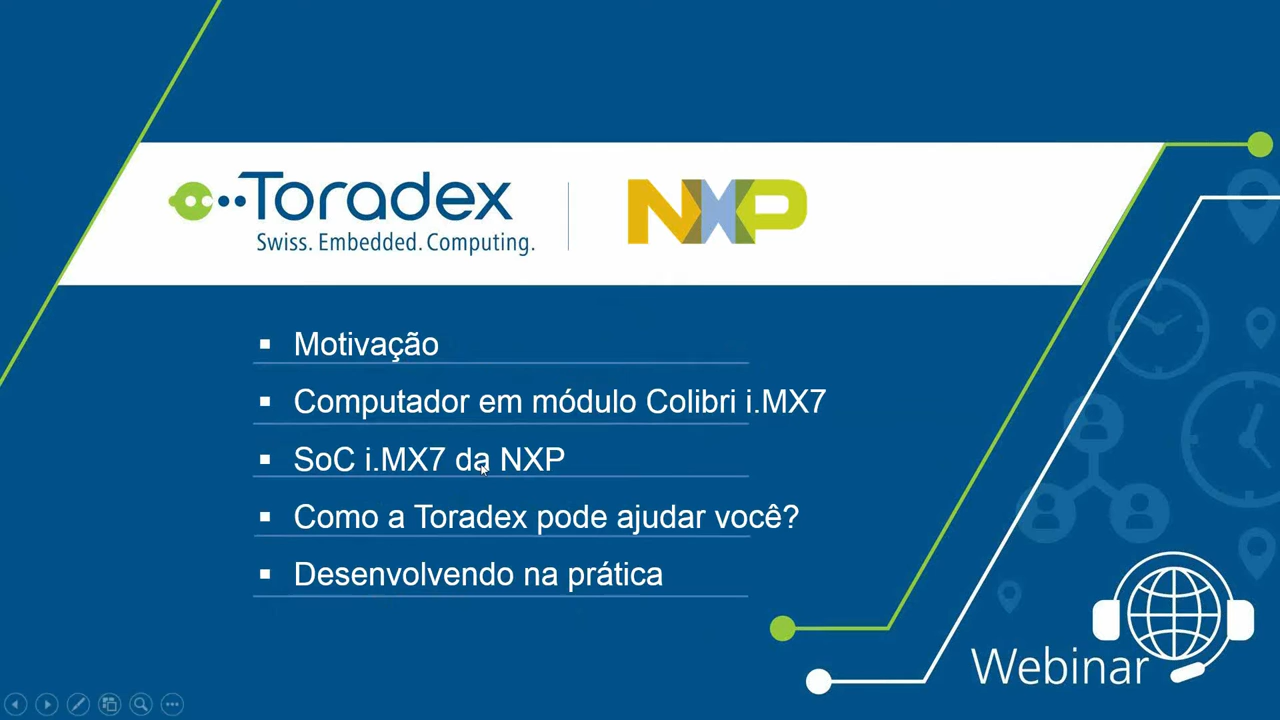 Toradex
Swiss. Embedded. Computing.
NXP
▪ Motivação
▪ Computador em módulo Colibri i.MX7
▪ SoC i.MX7 da NXP
▪ Como a Toradex pode ajudar você?
▪ Desenvolvendo na prática
Webinar